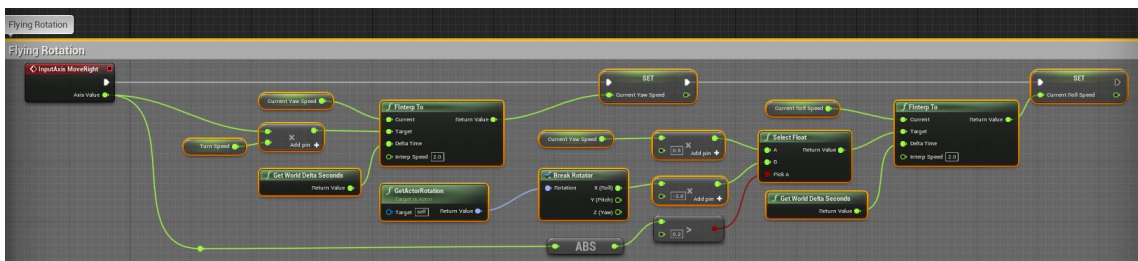 Flying Rotation
Flying Rotation
InputAxis MoveRight
Axis Value
Turn Speed
×
Add pin +
Current Yaw Speed
Get World Delta Seconds
Return Value
FInterp To
Current
Return Value
Target
Delta Time
Interp Speed 2.0
GetActorRotation
Target is Actor
Target self
Return Value
SET
Current Yaw Speed
Current Yaw Speed
Break Rotator
Rotation
X (Roll)
Y (Pitch)
Z (Yaw)
ABS
×
0.5
Add pin +
×
-2.0
Add pin +
0.2
>
Select Float
A
Return Value
B
Pick A
Current Roll Speed
Get World Delta Seconds
Return Value
FInterp To
Current
Return Value
Target
Delta Time
Interp Speed 2.0
SET
Current Roll Speed